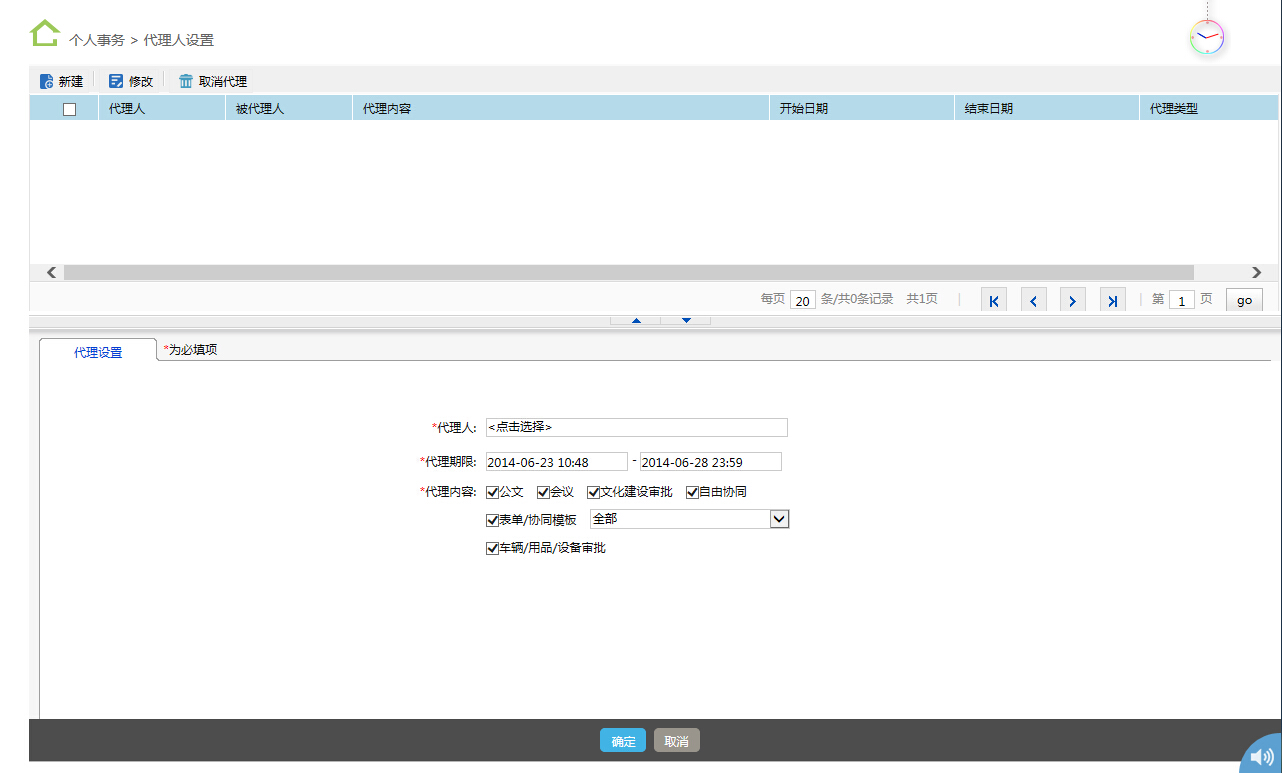 个人事务 > 代理人设置
新建 修改 取消代理
代理人 被代理人 代理内容 开始日期 结束日期 代理类型
每页 20 条/共0条记录 共1页 | | 第 1 页 go
代理设置 *为必填项
*代理人: <点击选择>
*代理期限: 2014-06-23 10:48 - 2014-06-28 23:59
*代理内容: 公文 会议 文化建设审批 自由协同
表单/协同模板 全部
车辆/用品/设备审批
确定 取消